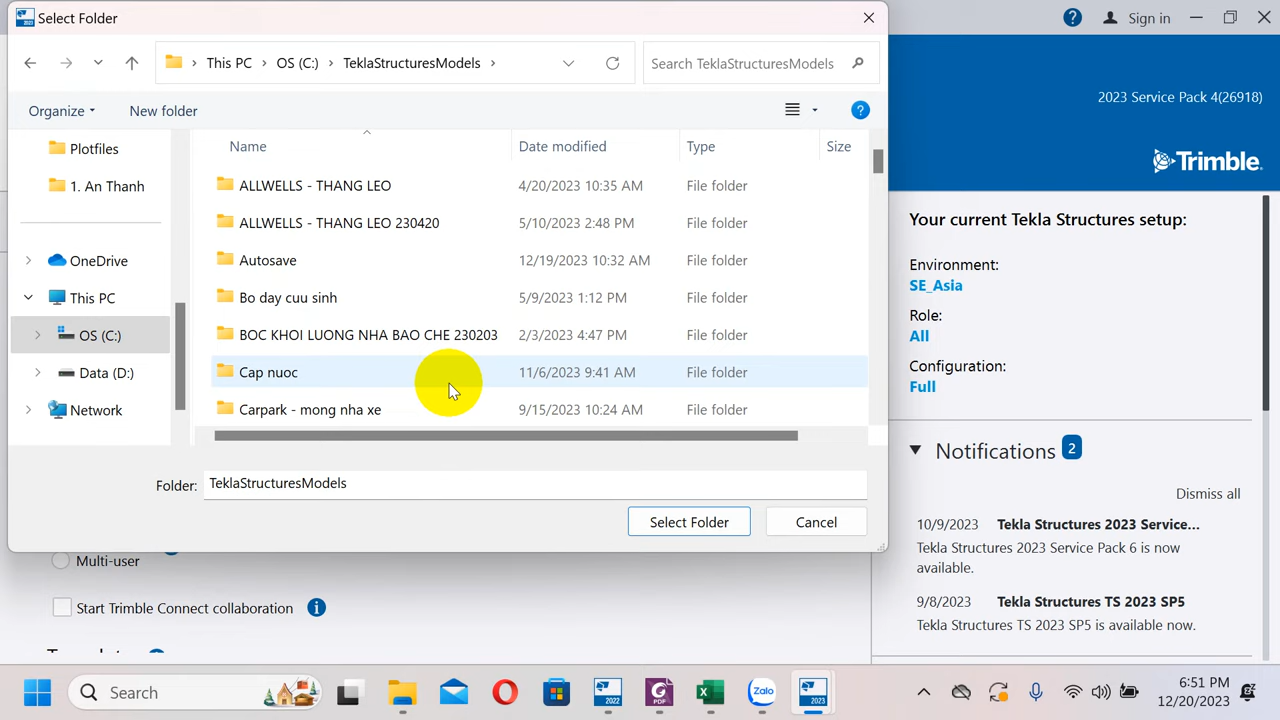 2023
Select Folder
Sign in
This PC
OS (C:)
TeklaStructuresModels
Search TeklaStructuresModels
2023 Service Pack 4(26918)
Organize
New folder
Trimble.
Plotfiles
1. An Thanh
OneDrive
This PC
OS (C:)
Data (D:)
Network
Name
Date modified
Type
Size
ALLWELLS - THANG LEO
4/20/2023 10:35 AM
File folder
ALLWELLS - THANG LEO 230420
5/10/2023 2:48 PM
File folder
Autosave
12/19/2023 10:32 AM
File folder
Bo day cuu sinh
5/9/2023 1:12 PM
File folder
BOC KHOI LUONG NHA BAO CHE 230203
2/3/2023 4:47 PM
File folder
Cap nuoc
11/6/2023 9:41 AM
File folder
Carpark - mong nha xe
9/15/2023 10:24 AM
File folder
Folder:
TeklaStructuresModels
Select Folder
Cancel
Your current Tekla Structures setup:
Environment:
SE_Asia
Role:
All
Configuration:
Full
Notifications 2
Dismiss all
10/9/2023 Tekla Structures 2023 Service...
Tekla Structures 2023 Service Pack 6 is now
available.
9/8/2023 Tekla Structures TS 2023 SP5
Tekla Structures TS 2023 SP5 is available now.
Multi-user
Start Trimble Connect collaboration
Search
2022
PDF
Zalo
2023
6:51 PM
12/20/2023